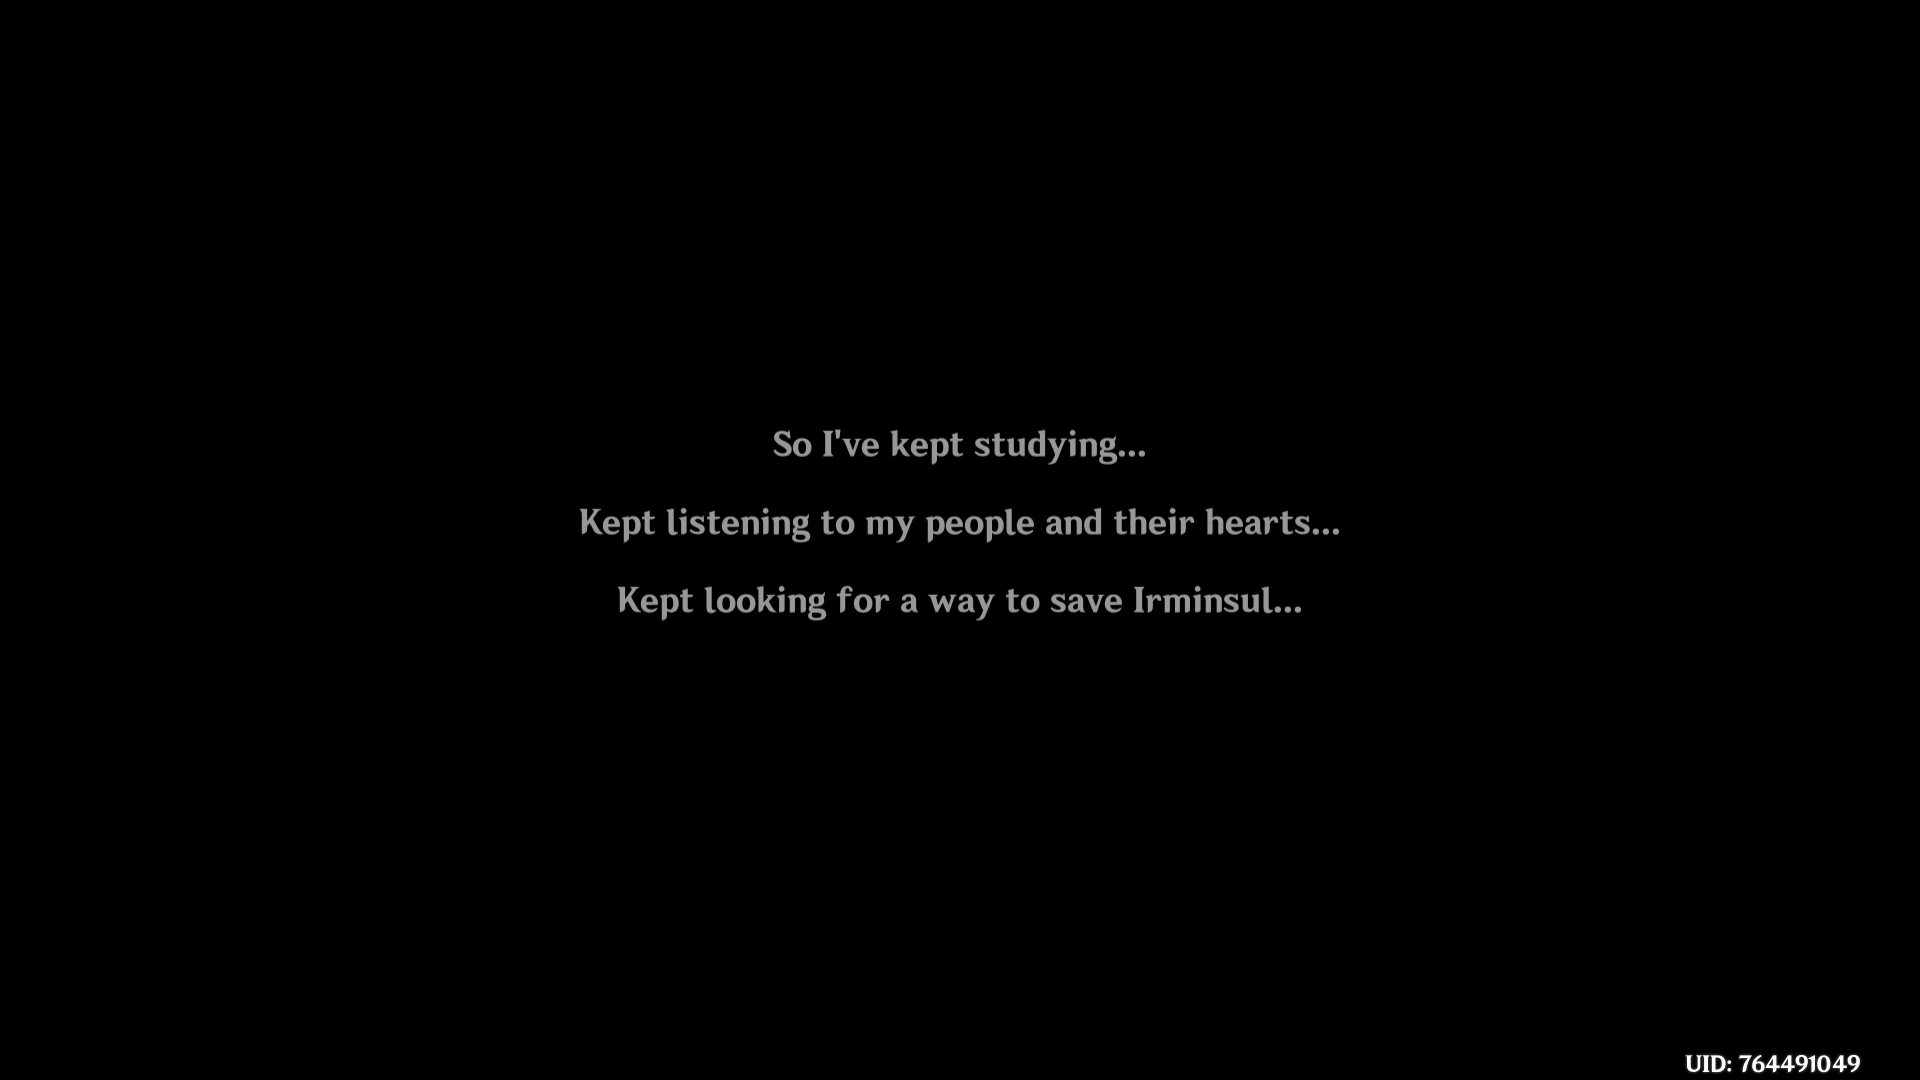 So I've kept studying...
Kept listening to my people and their hearts...
Kept looking for a way to save Irminsul...
UID: 764491049